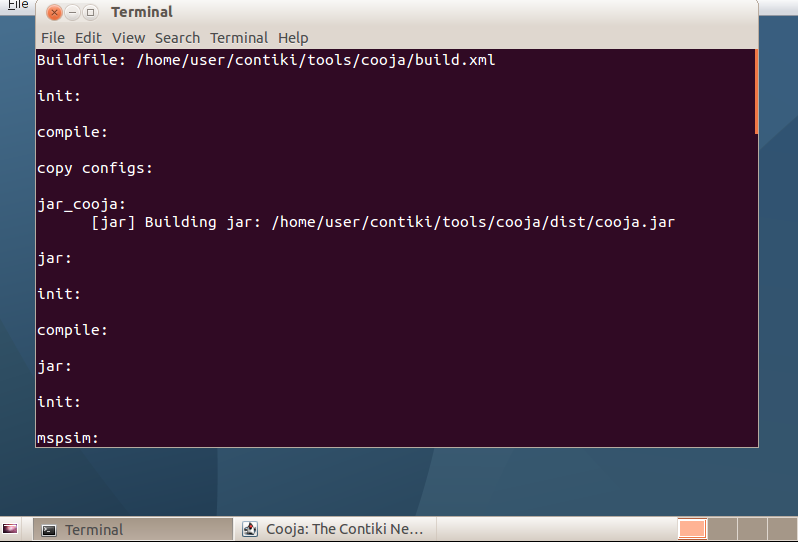 File
Terminal
File Edit View Search Terminal Help
Buildfile: /home/user/contiki/tools/cooja/build.xml
init:
compile:
copy configs:
jar_cooja:
[jar] Building jar: /home/user/contiki/tools/cooja/dist/cooja.jar
jar:
init:
compile:
jar:
init:
mspsim:
Terminal
Cooja: The Contiki Ne...